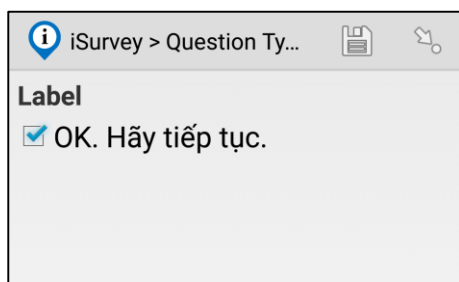 iSurvey > Question Ty...
Label
OK. Hãy tiếp tục.